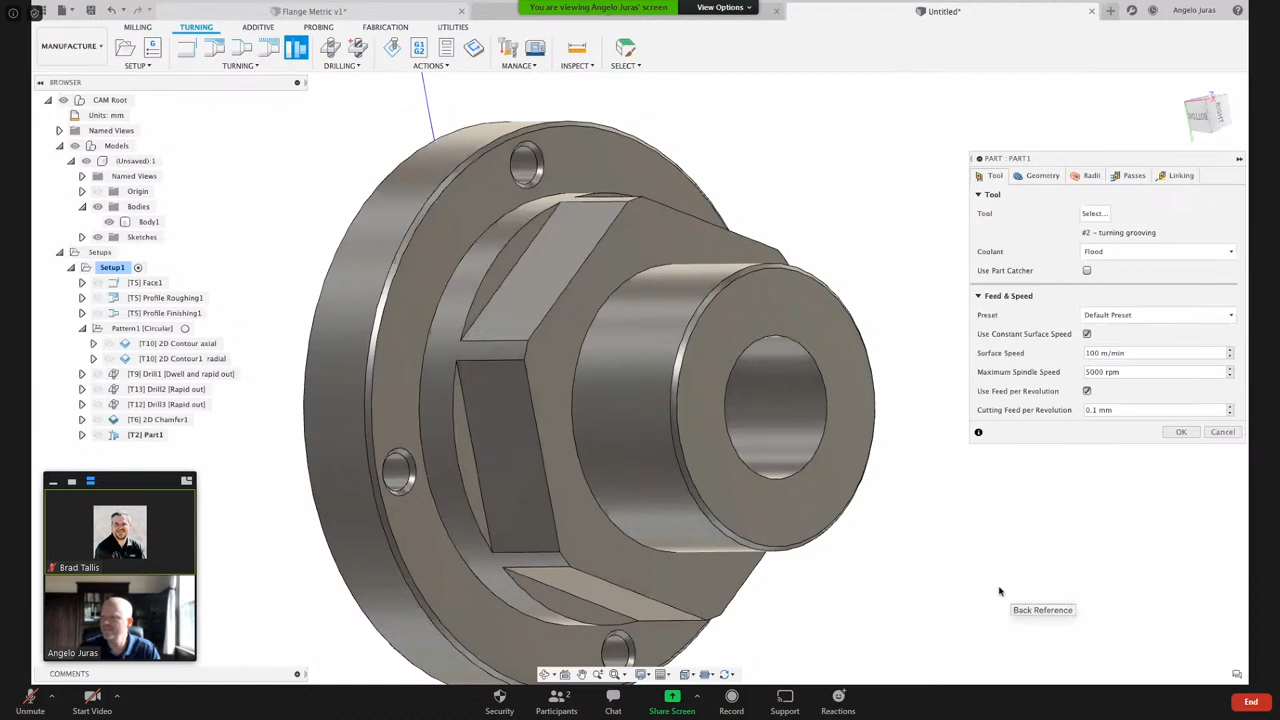 Flange Metric v1*
You are viewing Angelo Juras' screen
View Options
Untitled*
Angelo Juras
MILLING
TURNING
ADDITIVE
PROBING
FABRICATION
UTILITIES
MANUFACTURE
G
G1
G2
SETUP
TURNING
DRILLING
ACTIONS
MANAGE
INSPECT
SELECT
BROWSER
CAM Root
Units: mm
Named Views
Models
(Unsaved):1
Named Views
Origin
Bodies
Body1
Sketches
Setups
Setup1
[T5] Face1
[T5] Profile Roughing1
[T5] Profile Finishing1
Pattern1 [Circular]
[T10] 2D Contour axial
[T10] 2D Contour1 radial
[T9] Drill1 [Dwell and rapid out]
[T13] Drill2 [Rapid out]
[T12] Drill3 [Rapid out]
[T6] 2D Chamfer1
[T2] Part1
RIGHT
PART : PART1
Tool
Geometry
Radii
Passes
Linking
Tool
Tool
Select...
#2 - turning grooving
Coolant
Flood
Use Part Catcher
Feed & Speed
Preset
Default Preset
Use Constant Surface Speed
Surface Speed
100 m/min
Maximum Spindle Speed
5000 rpm
Use Feed per Revolution
Cutting Feed per Revolution
0.1 mm
OK
Cancel
Back Reference
Brad Tallis
Angelo Juras
COMMENTS
Unmute
Start Video
Security
Participants
2
Chat
Share Screen
Record
Support
Reactions
End